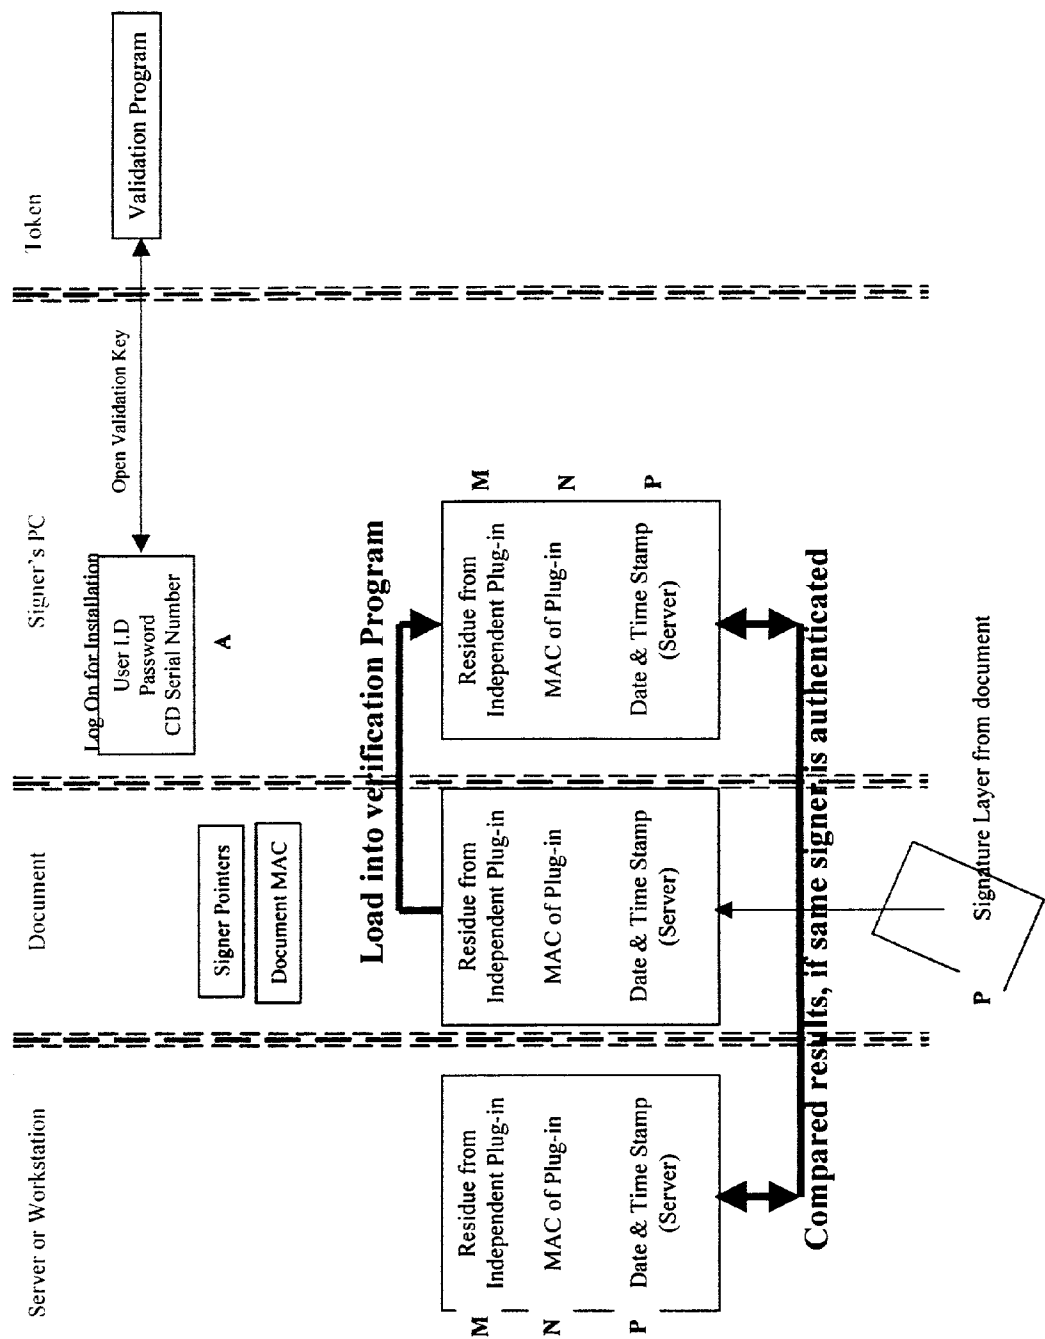 Server or Workstation
Document
Signer's PC
Token
Log On for Installation
User I.D
Password
CD Serial Number
A
Open Validation Key
Validation Program
Signer Pointers
Document MAC
Load into verification Program
M
N
P
Residue from
Independent Plug-in
MAC of Plug-in
Date & Time Stamp
(Server)
Residue from
Independent Plug-in
MAC of Plug-in
Date & Time Stamp
(Server)
Residue from
Independent Plug-in
MAC of Plug-in
Date & Time Stamp
(Server)
M
N
P
Compared results, if same signer is authenticated
P
Signature Layer from document